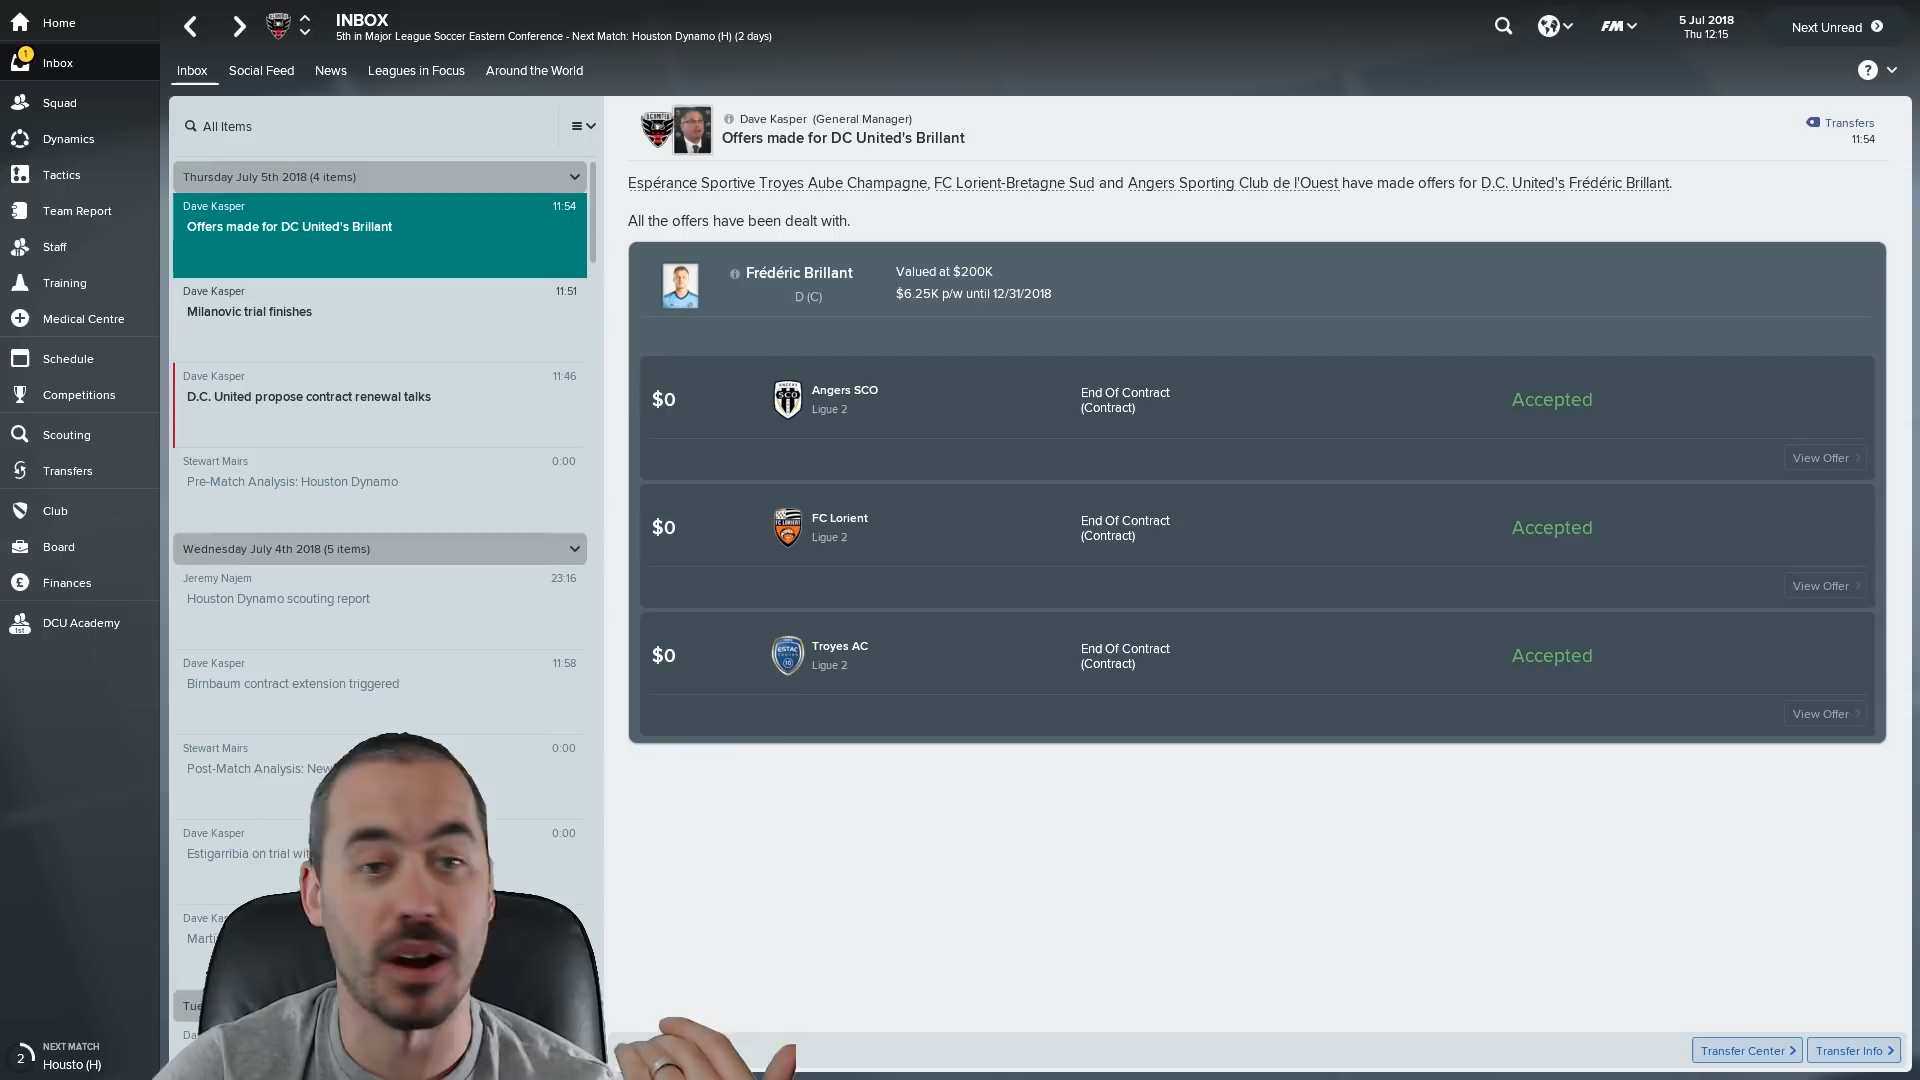 Home
1
Inbox
Squad
Dynamics
Tactics
Team Report
Staff
Training
Medical Centre
Schedule
Competitions
Scouting
Transfers
Club
Board
Finances
1st
DCU Academy
2
NEXT MATCH
Housto (H)
INBOX
5th in Major League Soccer Eastern Conference - Next Match: Houston Dynamo (H) (2 days)
FM
5 Jul 2018
Thu 12:15
Next Unread
Inbox
Social Feed
News
Leagues in Focus
Around the World
?
All Items
Thursday July 5th 2018 (4 items)
Dave Kasper
11:54
Offers made for DC United's Brillant
Dave Kasper
11:51
Milanovic trial finishes
Dave Kasper
11:46
D.C. United propose contract renewal talks
Stewart Mairs
0:00
Pre-Match Analysis: Houston Dynamo
Wednesday July 4th 2018 (5 items)
Jeremy Najem
23:16
Houston Dynamo scouting report
Dave Kasper
11:58
Birnbaum contract extension triggered
Stewart Mairs
0:00
Post-Match Analysis: New
Dave Kasper
0:00
Estigarribia on trial wit
Dave Ka
Marti
Tue
Da
Dave Kasper (General Manager)
Offers made for DC United's Brillant
Transfers
11:54
Espérance Sportive Troyes Aube Champagne, FC Lorient-Bretagne Sud and Angers Sporting Club de l'Ouest have made offers for D.C. United's Frédéric Brillant.
All the offers have been dealt with.
Frédéric Brillant
D (C)
Valued at $200K
$6.25K p/w until 12/31/2018
$0
Angers SCO
Ligue 2
End Of Contract
(Contract)
Accepted
View Offer
$0
FC Lorient
Ligue 2
End Of Contract
(Contract)
Accepted
View Offer
$0
Troyes AC
Ligue 2
End Of Contract
(Contract)
Accepted
View Offer
Transfer Center
Transfer Info